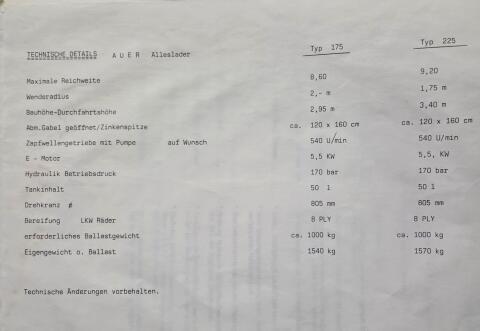 TECHNISCHE DETAILS A U E R Alleslader Typ 175 Typ 225
Maximale Reichweite 8,60 9,20
Wenderadius 2,- m 1,75 m
Bauhöhe-Durchfahrtshöhe 2,95 m 3,40 m
Abm.Gabel geöffnet/Zinkenspitze ca. 120 x 160 cm ca. 120 x 160 cm
Zapfwellengetriebe mit Pumpe auf Wunsch 540 U/min 540 U/min
E - Motor 5,5 KW 5,5, KW
Hydraulik Betriebsdruck 170 bar 170 bar
Tankinhalt 50 l 50 l
Drehkranz ∅ 805 mm 805 mm
Bereifung LKW Räder 8 PLY 8 PLY
erforderliches Ballastgewicht ca. 1000 kg ca. 1000 kg
Eigengewicht o. Ballast 1540 kg 1570 kg
Technische Änderungen vorbehalten.